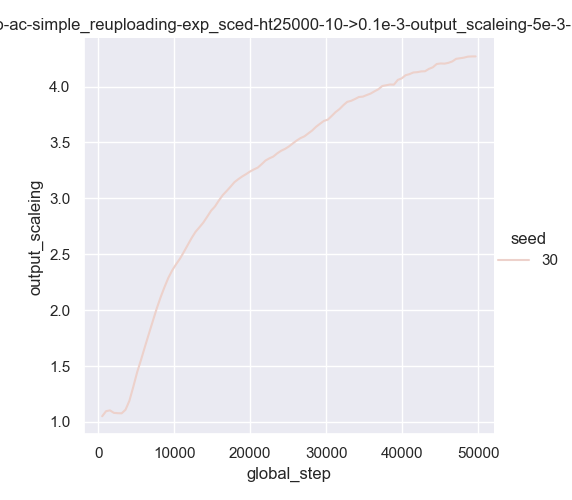 o-ac-simple_reuploading-exp_sced-ht25000-10->0.1e-3-output_scaleing-5e-3-
4.0
3.5
3.0
2.5
2.0
1.5
1.0
output_scaleing
0 10000 20000 30000 40000 50000
global_step
seed
30